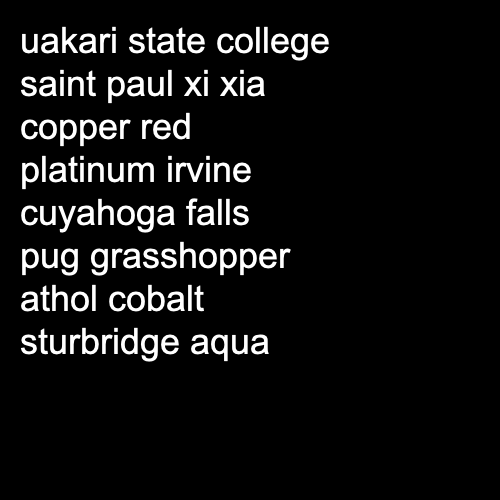 uakari state college
saint paul xi xia
copper red
platinum irvine
cuyahoga falls
pug grasshopper
athol cobalt
sturbridge aqua